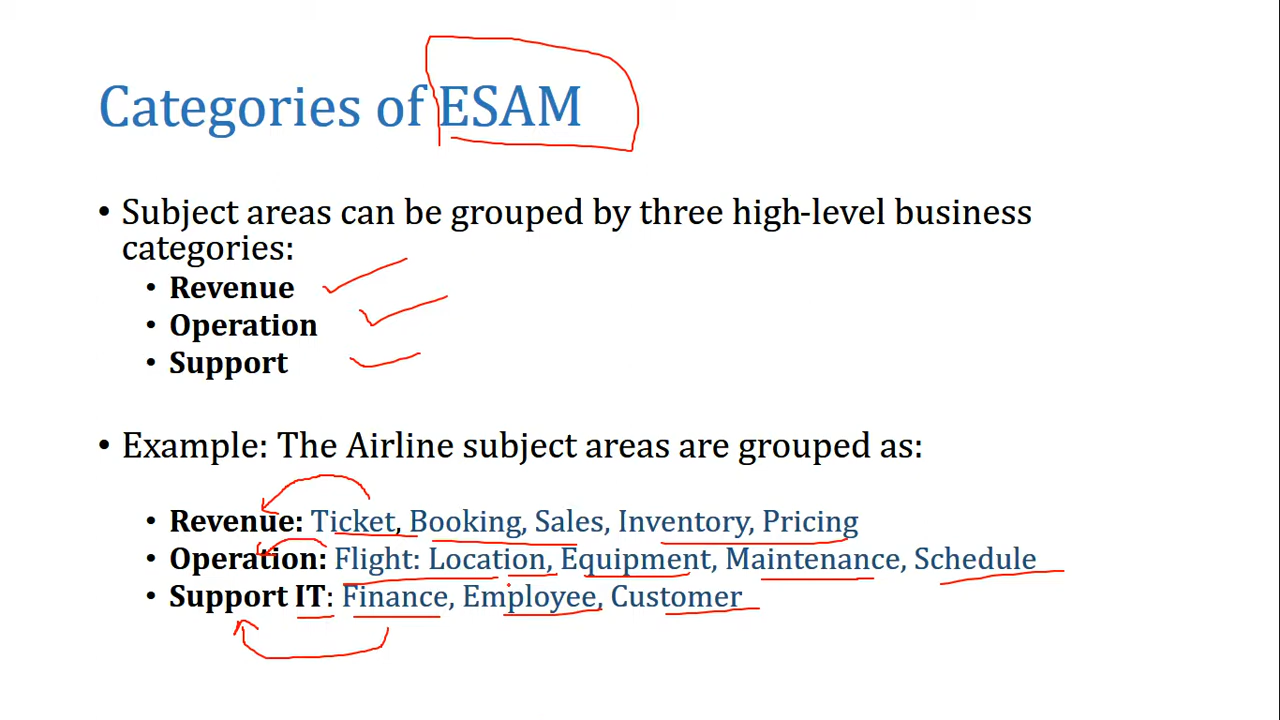 Categories of ESAM
• Subject areas can be grouped by three high-level business
categories:
• Revenue
• Operation
• Support
• Example: The Airline subject areas are grouped as:
• Revenue: Ticket, Booking, Sales, Inventory, Pricing
• Operation: Flight: Location, Equipment, Maintenance, Schedule
• Support IT: Finance, Employee, Customer